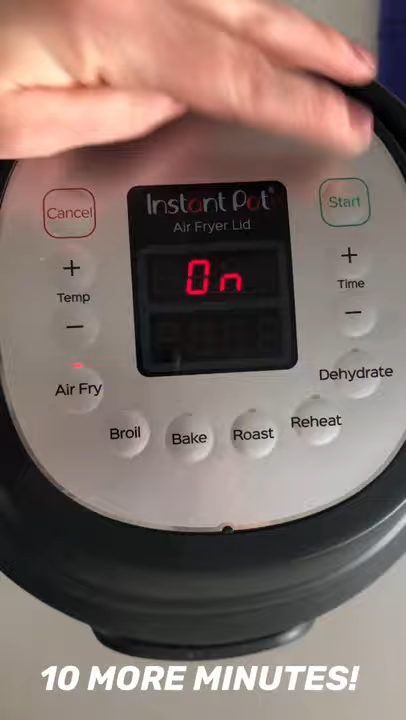 Instant Pot®
Air Fryer Lid
Cancel
Start
On
+
Temp
−
+
Time
−
Air Fry
Dehydrate
Broil
Bake
Roast
Reheat
10 MORE MINUTES!